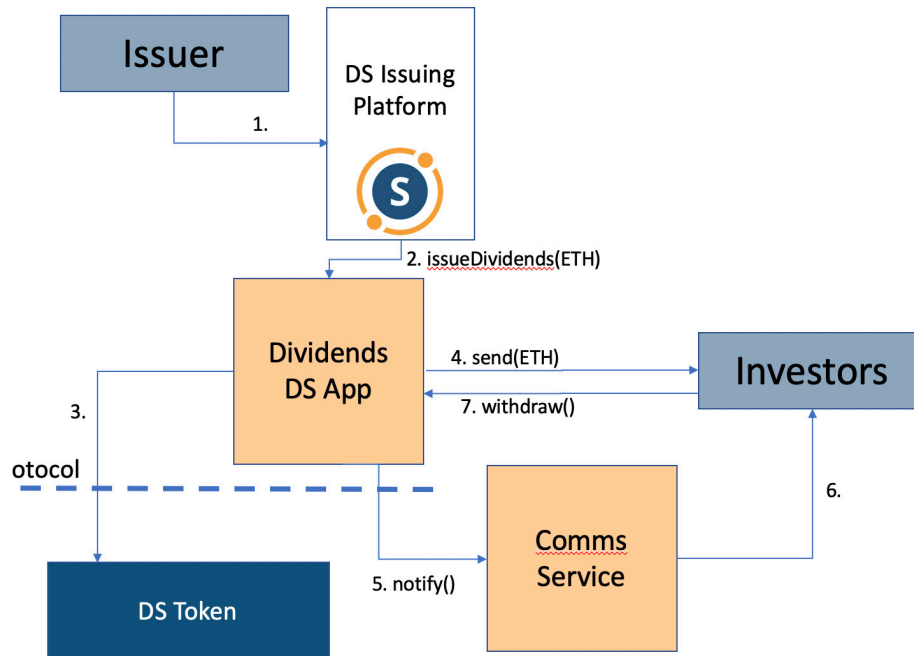 Issuer
DS Issuing
Platform
1.
S
2. issueDividends(ETH)
Dividends
DS App
4. send(ETH)
Investors
7. withdraw()
3.
otocol
6.
Comms
Service
5. notify()
DS Token